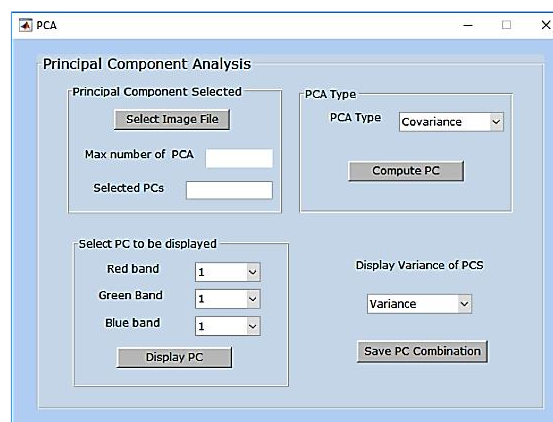 PCA
Principal Component Analysis
Principal Component Selected
Select Image File
Max number of PCA
Selected PCs
PCA Type
PCA Type
Covariance
Compute PC
Select PC to be displayed
Red band
1
Green Band
1
Blue band
1
Display PC
Display Variance of PCS
Variance
Save PC Combination